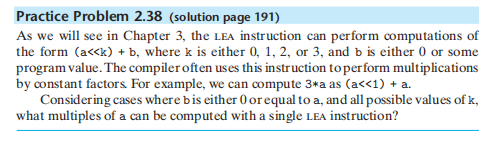 Practice Problem 2.38 (solution page 191)
As we will see in Chapter 3, the LEA instruction can perform computations of
the form (a<<k) + b, where k is either 0, 1, 2, or 3, and b is either 0 or some
program value. The compiler often uses this instruction to perform multiplications
by constant factors. For example, we can compute 3*a as (a<<1) + a.
Considering cases where b is either 0 or equal to a, and all possible values of k,
what multiples of a can be computed with a single LEA instruction?